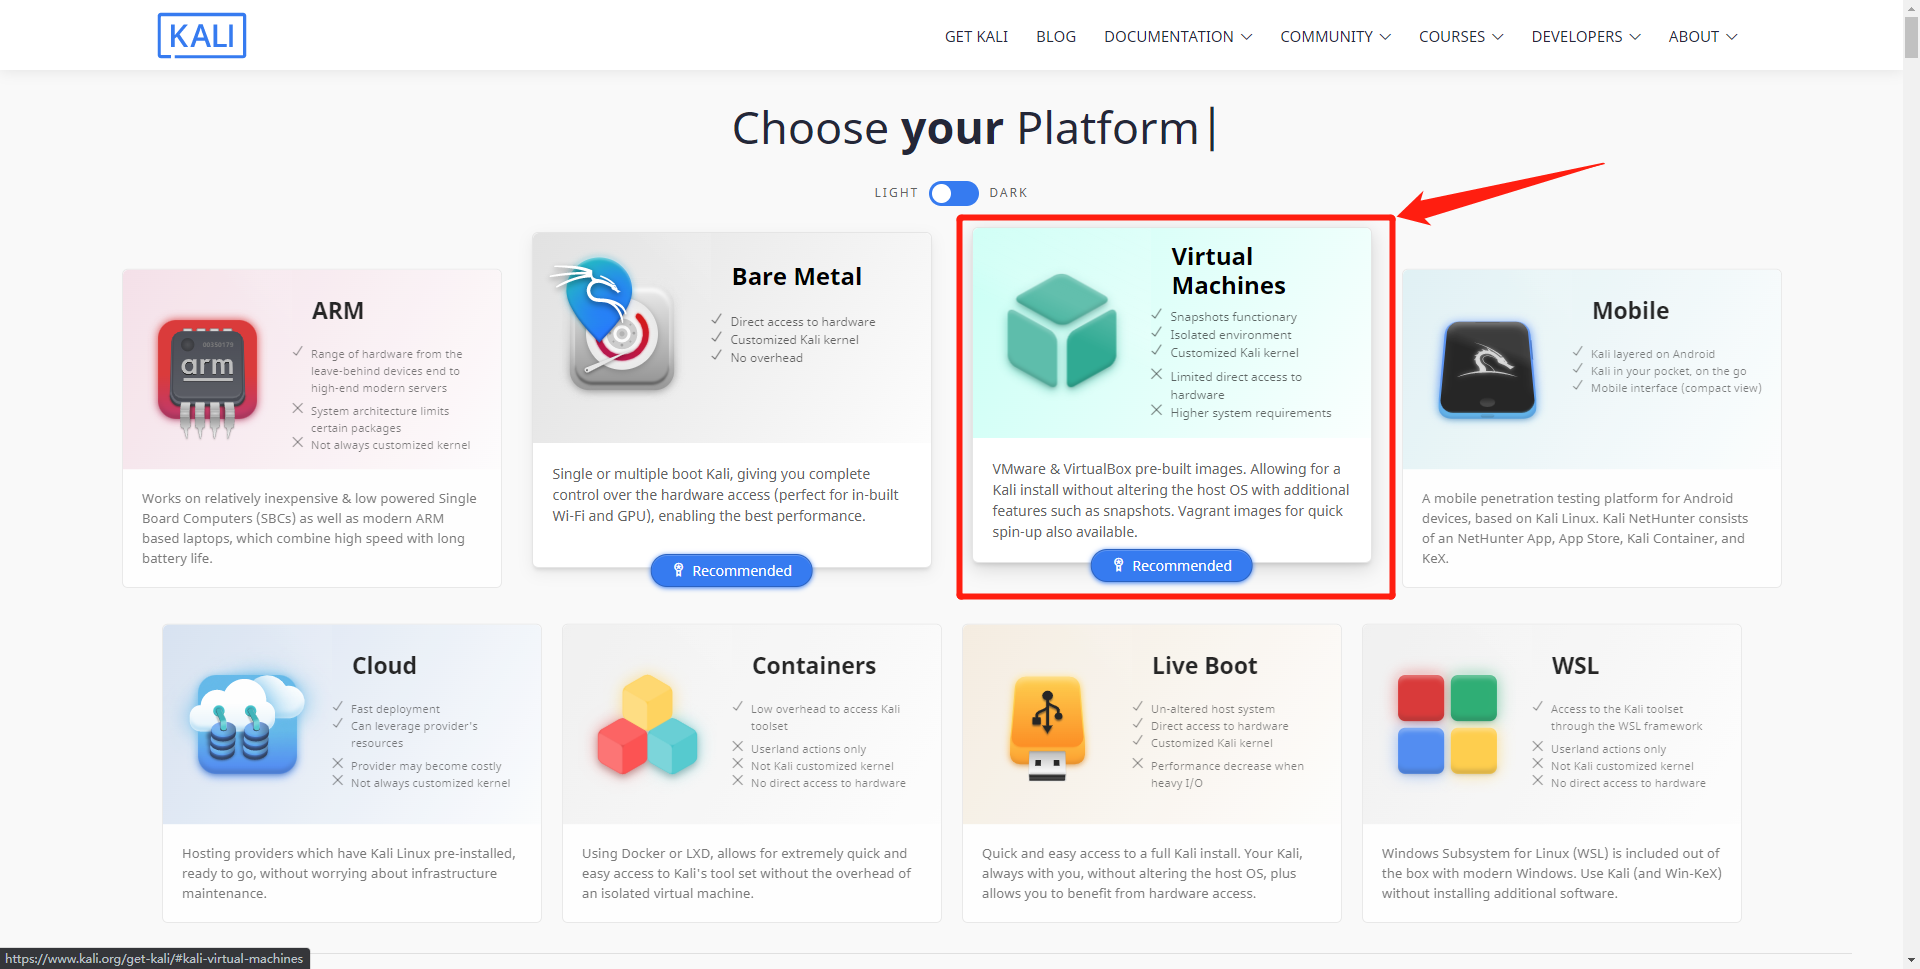 KALI
GET KALI
BLOG
DOCUMENTATION
COMMUNITY
COURSES
DEVELOPERS
ABOUT
Choose your Platform
LIGHT
DARK
ARM
arm
Range of hardware from the
leave-behind devices end to
high-end modern servers
System architecture limits
certain packages
Not always customized kernel
Works on relatively inexpensive & low powered Single
Board Computers (SBCs) as well as modern ARM
based laptops, which combine high speed with long
battery life.
Bare Metal
Direct access to hardware
Customized Kali kernel
No overhead
Single or multiple boot Kali, giving you complete
control over the hardware access (perfect for in-built
Wi-Fi and GPU), enabling the best performance.
Recommended
Virtual
Machines
Snapshots functionary
Isolated environment
Customized Kali kernel
Limited direct access to
hardware
Higher system requirements
VMware & VirtualBox pre-built images. Allowing for a
Kali install without altering the host OS with additional
features such as snapshots. Vagrant images for quick
spin-up also available.
Recommended
Mobile
Kali layered on Android
Kali in your pocket, on the go
Mobile interface (compact view)
A mobile penetration testing platform for Android
devices, based on Kali Linux. Kali NetHunter consists
of an NetHunter App, App Store, Kali Container, and
KeX.
Cloud
Fast deployment
Can leverage provider's
resources
Provider may become costly
Not always customized kernel
Hosting providers which have Kali Linux pre-installed,
ready to go, without worrying about infrastructure
maintenance.
Containers
Low overhead to access Kali
toolset
Userland actions only
Not Kali customized kernel
No direct access to hardware
Using Docker or LXD, allows for extremely quick and
easy access to Kali's tool set without the overhead of
an isolated virtual machine.
Live Boot
Un-altered host system
Direct access to hardware
Customized Kali kernel
Performance decrease when
heavy I/O
Quick and easy access to a full Kali install. Your Kali,
always with you, without altering the host OS, plus
allows you to benefit from hardware access.
WSL
Access to the Kali toolset
through the WSL framework
Userland actions only
Not Kali customized kernel
No direct access to hardware
Windows Subsystem for Linux (WSL) is included out of
the box with modern Windows. Use Kali (and Win-KeX)
without installing additional software.
https://www.kali.org/get-kali/#kali-virtual-machines